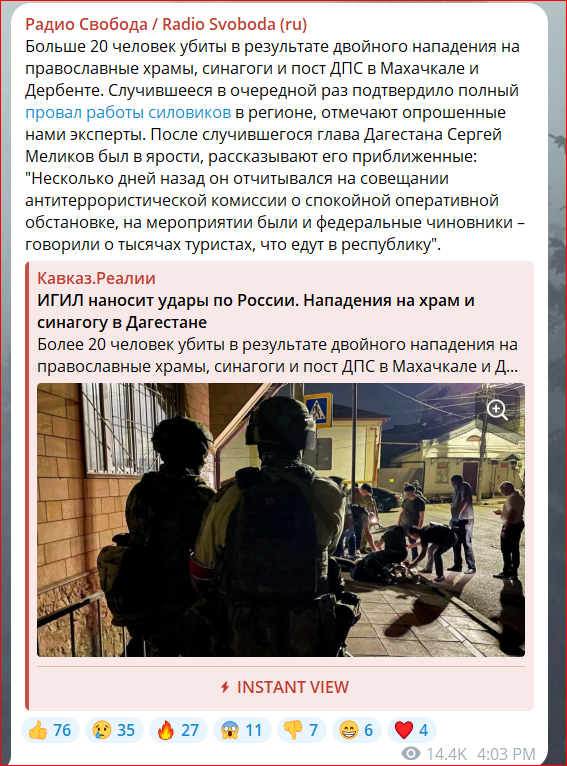 Радио Свобода / Radio Svoboda (ru)
Больше 20 человек убиты в результате двойного нападения на
православные храмы, синагоги и пост ДПС в Махачкале и
Дербенте. Случившееся в очередной раз подтвердило полный
провал работы силовиков в регионе, отмечают опрошенные
нами эксперты. После случившегося глава Дагестана Сергей
Меликов был в ярости, рассказывают его приближенные:
"Несколько дней назад он отчитывался на совещании
антитеррористической комиссии о спокойной оперативной
обстановке, на мероприятии были и федеральные чиновники –
говорили о тысячах туристах, что едут в республику".
Кавказ.Реалии
ИГИЛ наносит удары по России. Нападения на храм и
синагогу в Дагестане
Более 20 человек убиты в результате двойного нападения на
православные храмы, синагоги и пост ДПС в Махачкале и Д...
INSTANT VIEW
👍 76 😢 35 🔥 27 😱 11 👎 7 😁 6 ❤ 4
14.4K 4:03 PM